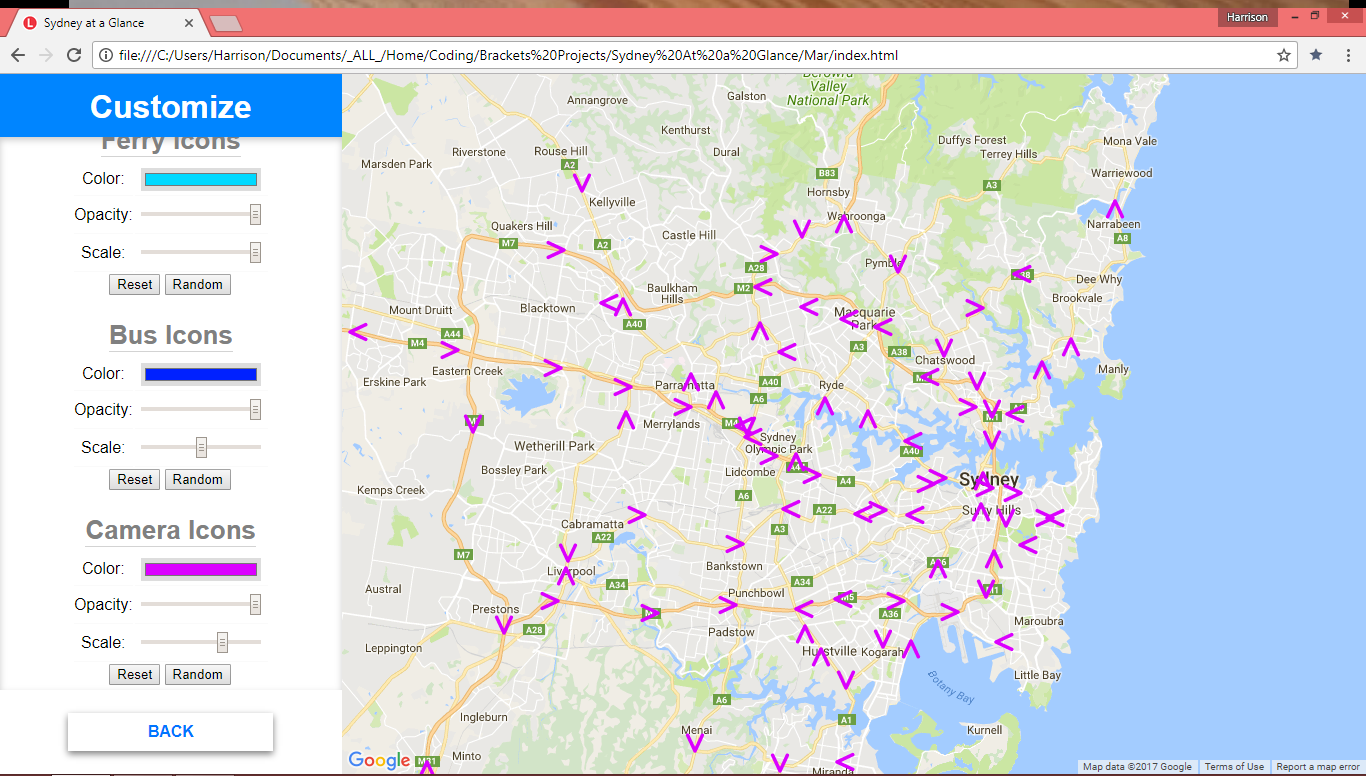 Sydney at a Glance
Harrison
file:///C:/Users/Harrison/Documents/_ALL_/Home/Coding/Brackets%20Projects/Sydney%20At%20a%20Glance/Mar/index.html
Customize
Ferry Icons
Color:
Opacity:
Scale:
Reset Random
Bus Icons
Color:
Opacity:
Scale:
Reset Random
Camera Icons
Color:
Opacity:
Scale:
Reset Random
BACK
Derowra
Valley
National Park
Galston
Annangrove
Kenthurst
Duffys Forest
Mona Vale
Riverstone
Rouse Hill
Dural
Terrey Hills
Marsden Park
A2
B83
Warriewood
A3
Hornsby
Kellyville
Wahroonga
Narrabeen
Quakers Hill
Castle Hill
A8
M7
A2
Pymble
A28
Dee Why
M2
Baulkham
Hills
Brookvale
Mount Druitt
Blacktown
Macquarie
Park
A40
A44
M4
A3
A38
Chatswood
Eastern Creek
Manly
Erskine Park
Parramatta
A40
Ryde
A6
Merrylands
M4
M1
Sydney
Olympic Park
Wetherill Park
A40
Bossley Park
Lidcombe
Sydney
A4
Kemps Creek
A6
A22
Surry Hills
Cabramatta
A3
A22
M7
Bankstown
Liverpool
Austral
A34
A34
Punchbowl
M5
Prestons
A36
Maroubra
A28
Padstow
Leppington
Hurstville
Kogarah
Little Bay
Botany Bay
A6
Ingleburn
A1
Menai
Kurnell
Minto
M31
Miranda
Google
Map data ©2017 Google
Terms of Use
Report a map error